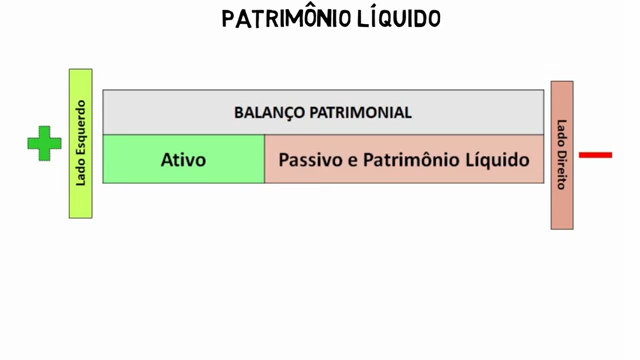 PATRIMÔNIO LÍQUIDO
Lado Esquerdo
BALANÇO PATRIMONIAL
Ativo
Passivo e Patrimônio Líquido
Lado Direito